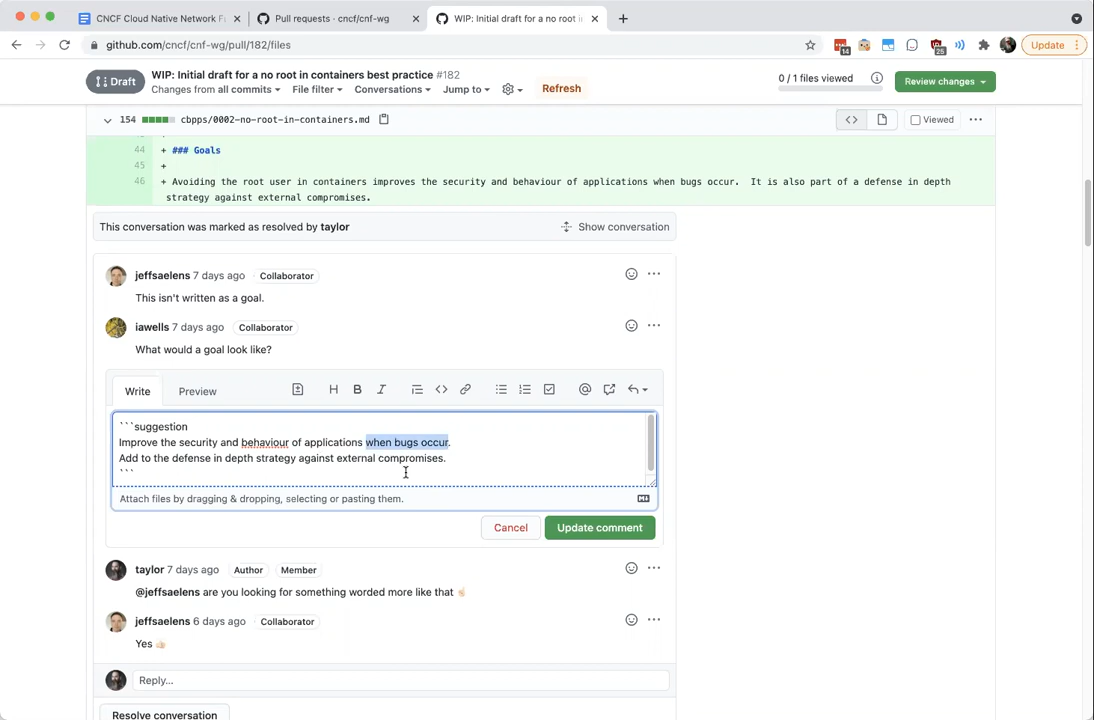 CNCF Cloud Native Network Fu
Pull requests · cncf/cnf-wg
WIP: Initial draft for a no root in
github.com/cncf/cnf-wg/pull/182/files
14
25
Update
Draft
WIP: Initial draft for a no root in containers best practice #182
Changes from all commits
File filter
Conversations
Jump to
Refresh
0 / 1 files viewed
Review changes
154
cbpps/0002-no-root-in-containers.md
Viewed
44 + ### Goals
45 +
46 + Avoiding the root user in containers improves the security and behaviour of applications when bugs occur. It is also part of a defense in depth
strategy against external compromises.
This conversation was marked as resolved by taylor
Show conversation
jeffsaelens 7 days ago Collaborator
This isn't written as a goal.
iawells 7 days ago Collaborator
What would a goal look like?
Write
Preview
H B I
```suggestion
Improve the security and behaviour of applications when bugs occur.
Add to the defense in depth strategy against external compromises.
```
Attach files by dragging & dropping, selecting or pasting them.
Cancel
Update comment
taylor 7 days ago Author Member
@jeffsaelens are you looking for something worded more like that ☝🏻
jeffsaelens 6 days ago Collaborator
Yes 👍🏻
Reply...
Resolve conversation